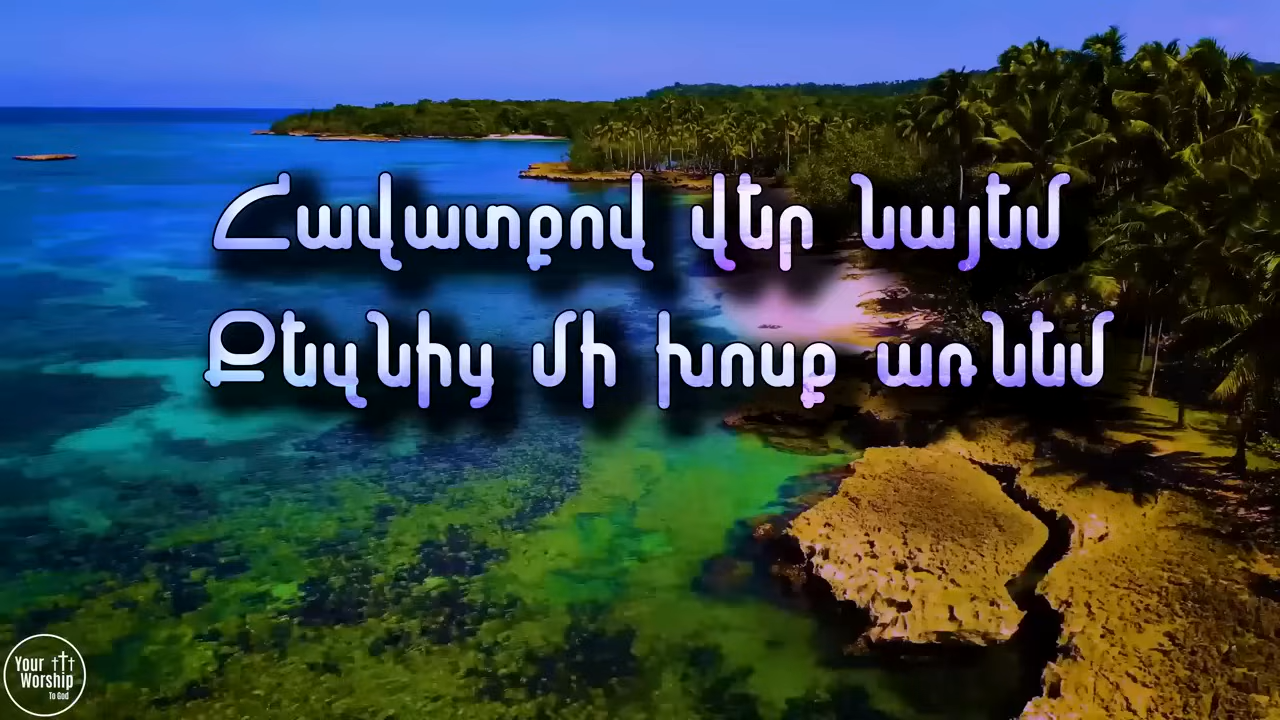 Հավատքով վեր նայեմ
Քեզնից մի խոսք առնեմ
Your
Worship
To God